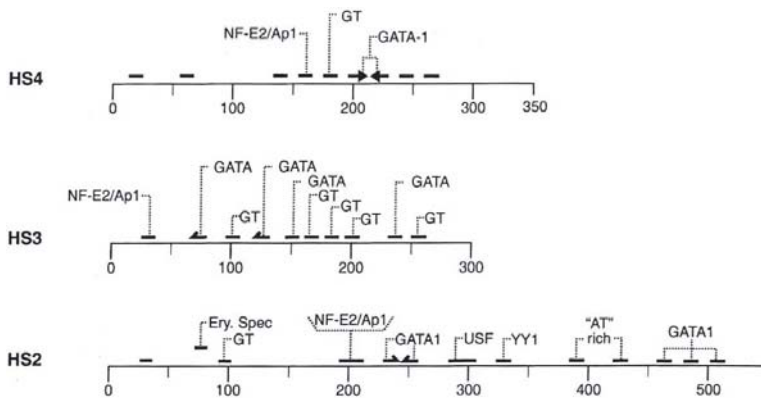 GT
NF-E2/Ap1 GATA-1
HS4
0 100 200 300 350
GATA GATA
NF-E2/Ap1 GATA GATA
GT
GT GT GT GT
HS3
0 100 200 300
Ery. Spec NF-E2/Ap1 "AT" GATA1
GT GATA1 USF YY1 rich
HS2
0 100 200 300 400 500